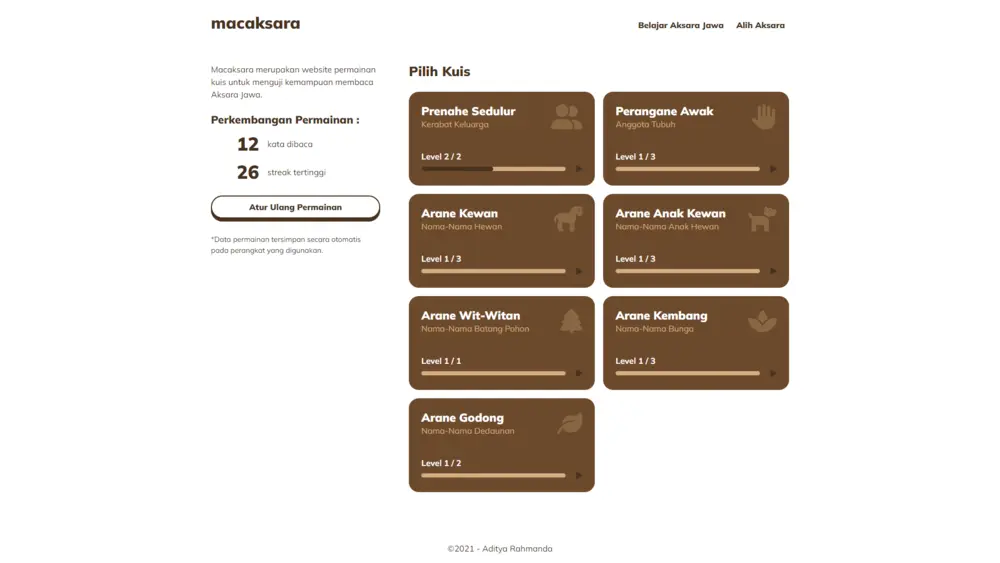 macaksara
Belajar Aksara Jawa
Alih Aksara
Macaksara merupakan website permainan
kuis untuk menguji kemampuan membaca
Aksara Jawa.
Perkembangan Permainan :
12 kata dibaca
26 streak tertinggi
Atur Ulang Permainan
*Data permainan tersimpan secara otomatis
pada perangkat yang digunakan.
Pilih Kuis
Prenahe Sedulur
Kerabat Keluarga
Level 2 / 2
Perangane Awak
Anggota Tubuh
Level 1 / 3
Arane Kewan
Nama-Nama Hewan
Level 1 / 3
Arane Anak Kewan
Nama-Nama Anak Hewan
Level 1 / 3
Arane Wit-Witan
Nama-Nama Batang Pohon
Level 1 / 1
Arane Kembang
Nama-Nama Bunga
Level 1 / 3
Arane Godong
Nama-Nama Dedaunan
Level 1 / 2
©2021 - Aditya Rahmanda